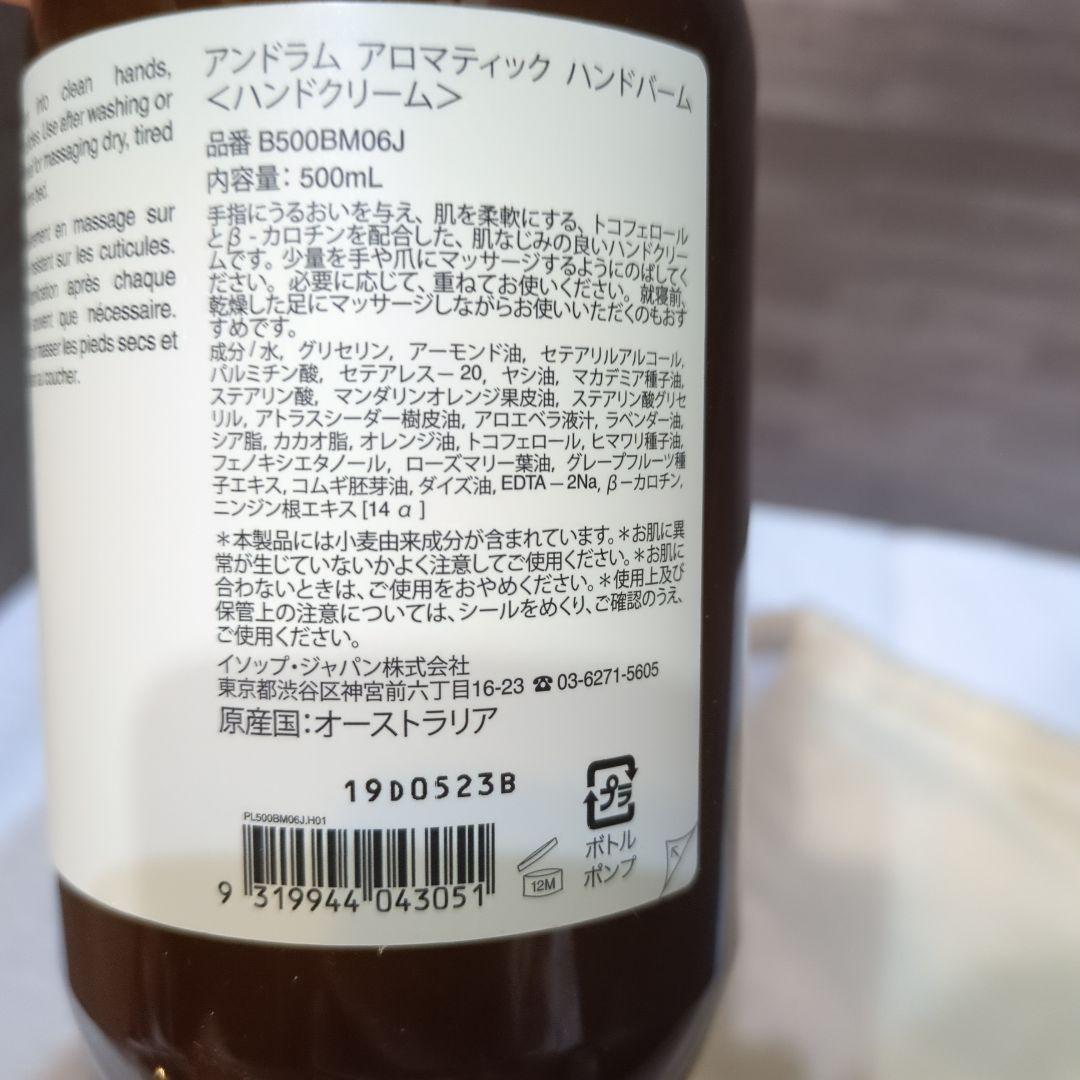 into clean hands,
Use after washing or
for massaging dry, tired
en massage sur
sur les cuticules.
après chaque
que nécessaire.
masser les pieds secs et
au coucher.
アンドラム アロマティック ハンドバーム
<ハンドクリーム>
品番 B500BM06J
内容量: 500mL
手指にうるおいを与え、肌を柔軟にする、トコフェロール
とβ-カロチンを配合した、肌なじみの良いハンドクリー
ムです。少量を手や爪にマッサージするようにのばしてく
ださい。必要に応じて、重ねてお使いください。就寝前、
乾燥した足にマッサージしながらお使いいただくのもおす
すめです。
成分/水, グリセリン, アーモンド油, セテアリルアルコール,
パルミチン酸, セテアレス-20, ヤシ油, マカデミア種子油,
ステアリン酸, マンダリンオレンジ果皮油, ステアリン酸グリセ
リル, アトラスシーダー樹皮油, アロエベラ液汁, ラベンダー油,
シア脂, カカオ脂, オレンジ油, トコフェロール, ヒマワリ種子油,
フェノキシエタノール, ローズマリー葉油, グレープフルーツ種
子エキス, コムギ胚芽油, ダイズ油, EDTA-2Na, β-カロチン,
ニンジン根エキス [14 α]
*本製品には小麦由来成分が含まれています。*お肌に異
常が生じていないかよく注意してご使用ください。*お肌に
合わないときは、ご使用をおやめください。*使用上及び
保管上の注意については、シールをめくり、ご確認のうえ、
ご使用ください。
イソップ・ジャパン株式会社
東京都渋谷区神宮前六丁目16-23 ☎ 03-6271-5605
原産国:オーストラリア
19D0523B
PL500BM06J.H01
9 319944 043051
12M
プラ
ボトル
ポンプ